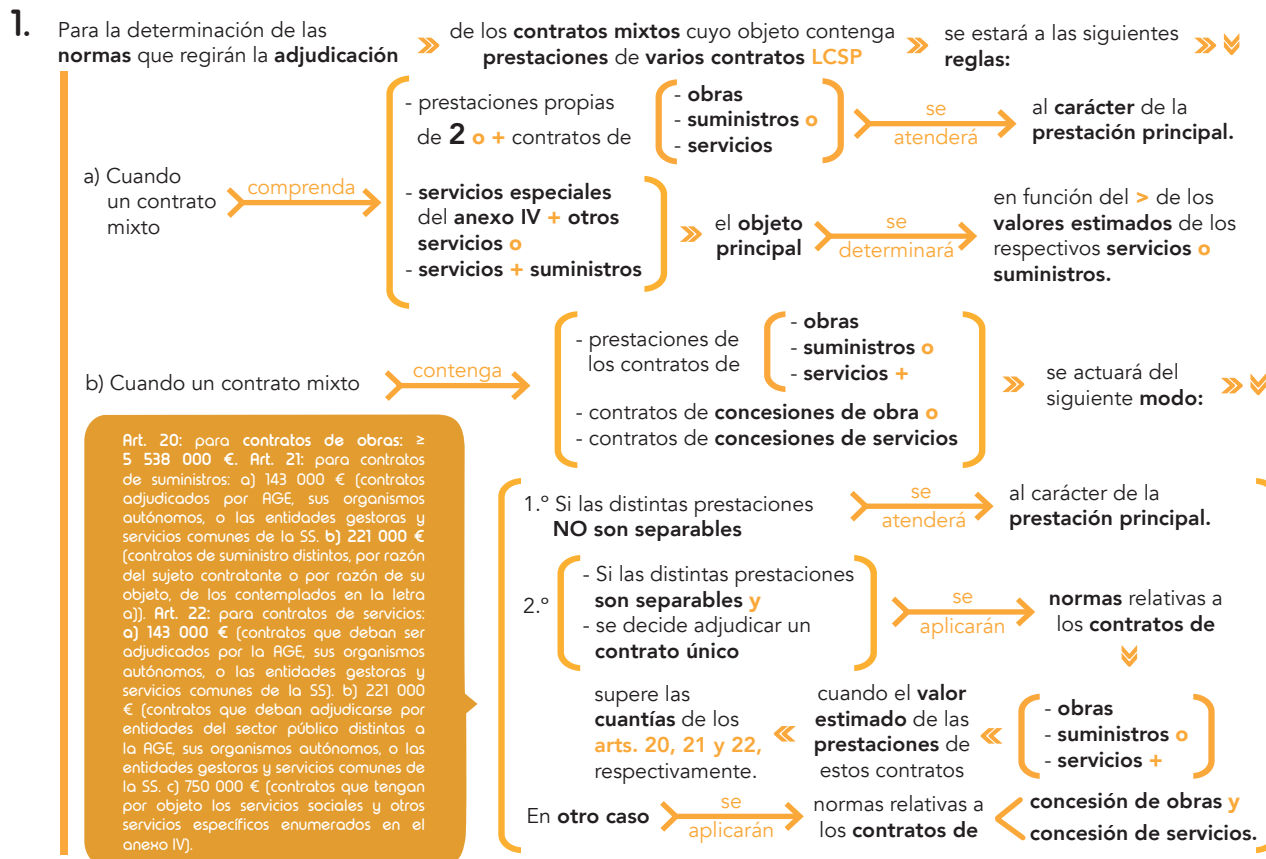 1. Para la determinación de las
normas que regirán la adjudicación
de los contratos mixtos cuyo objeto contenga
prestaciones de varios contratos LCSP
se estará a las siguientes
reglas:
a) Cuando
un contrato
mixto
comprenda
- prestaciones propias
de 2 o + contratos de
- obras
- suministros o
- servicios
se
atenderá
al carácter de la
prestación principal.
- servicios especiales
del anexo IV + otros
servicios o
- servicios + suministros
el objeto
principal
se
determinará
en función del > de los
valores estimados de los
respectivos servicios o
suministros.
b) Cuando un contrato mixto
contenga
- prestaciones de
los contratos de
- obras
- suministros o
- servicios +
- contratos de concesiones de obra o
- contratos de concesiones de servicios
se actuará del
siguiente modo:
Art. 20: para contratos de obras: ≥
5 538 000 €. Art. 21: para contratos
de suministros: a) 143 000 € (contratos
adjudicados por AGE, sus organismos
autónomos, o las entidades gestoras y
servicios comunes de la SS. b) 221 000 €
(contratos de suministro distintos, por razón
del sujeto contratante o por razón de su
objeto, de los contemplados en la letra
a)). Art. 22: para contratos de servicios:
a) 143 000 € (contratos que deban ser
adjudicados por la AGE, sus organismos
autónomos, o las entidades gestoras y
servicios comunes de la SS). b) 221 000
€ (contratos que deban adjudicarse por
entidades del sector público distintas a
la AGE, sus organismos autónomos, o las
entidades gestoras y servicios comunes de
la SS. c) 750 000 € (contratos que tengan
por objeto los servicios sociales y otros
servicios específicos enumerados en el
anexo IV).
1.º Si las distintas prestaciones
NO son separables
se
atenderá
al carácter de la
prestación principal.
2.º
- Si las distintas prestaciones
son separables y
- se decide adjudicar un
contrato único
se
aplicarán
normas relativas a
los contratos de
- obras
- suministros o
- servicios +
cuando el valor
estimado de las
prestaciones de
estos contratos
supere las
cuantías de los
arts. 20, 21 y 22,
respectivamente.
En otro caso
se
aplicarán
normas relativas a
los contratos de
concesión de obras y
concesión de servicios.